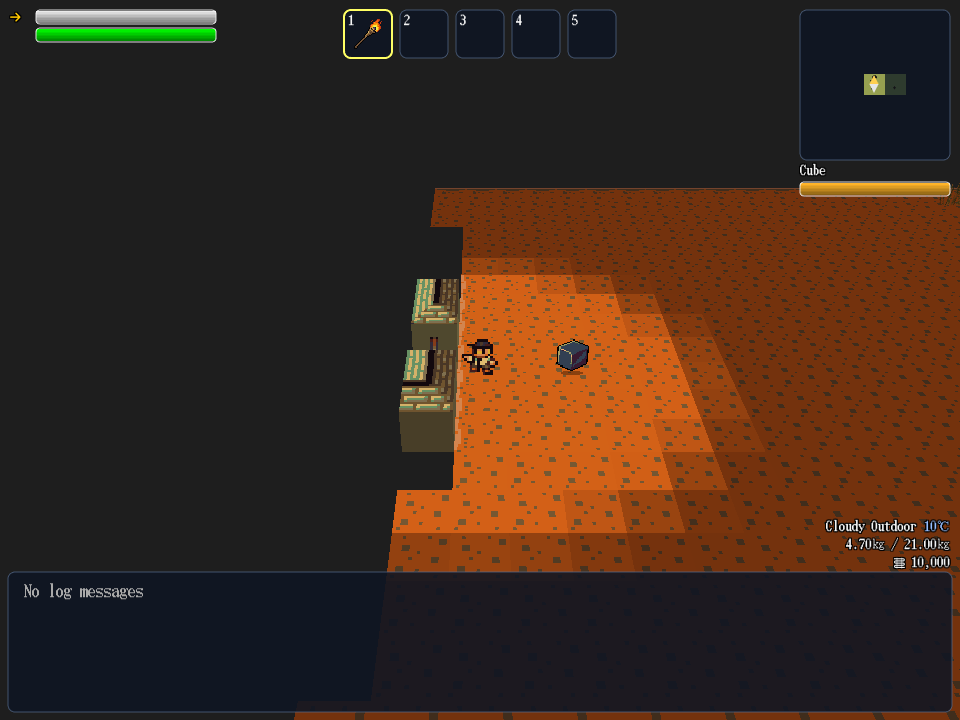 1 2 3 4 5
Cube
Cloudy Outdoor 10℃
4.70kg / 21.00kg
10,000
No log messages